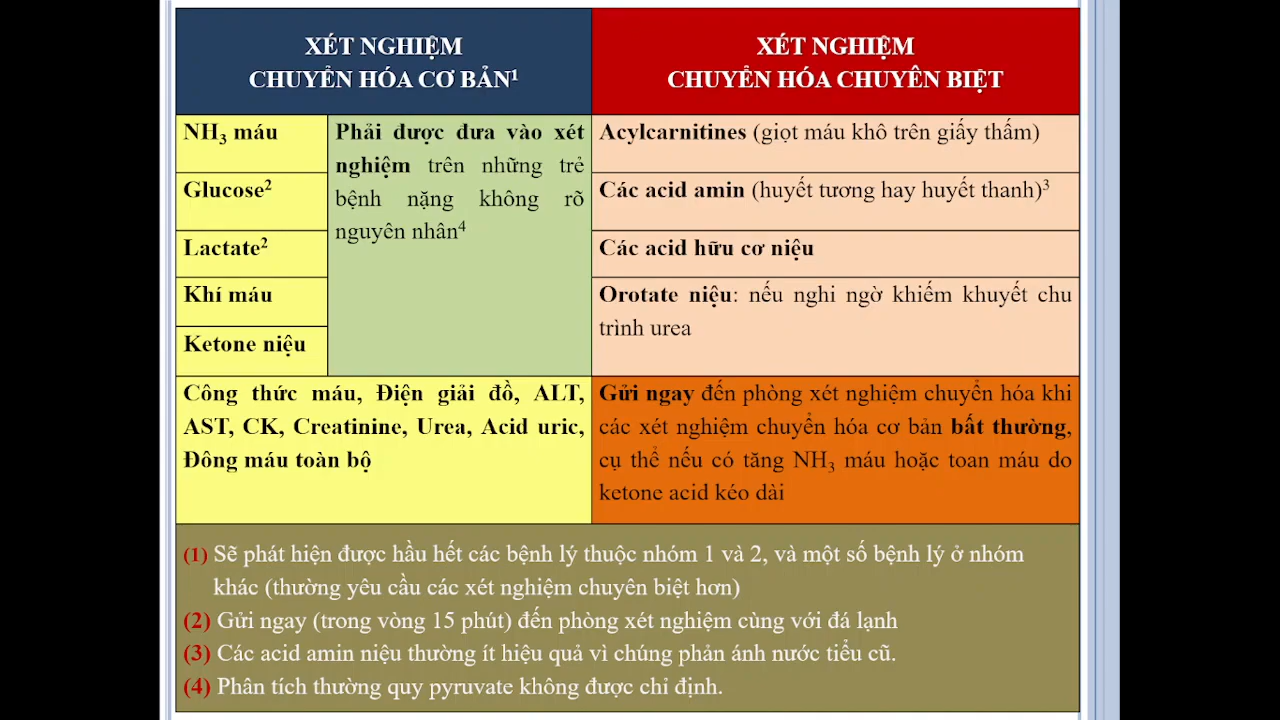 XÉT NGHIỆM
CHUYỂN HÓA CƠ BẢN¹
XÉT NGHIỆM
CHUYỂN HÓA CHUYÊN BIỆT
NH₃ máu
Glucose²
Lactate²
Khí máu
Ketone niệu
Phải được đưa vào xét
nghiệm trên những trẻ
bệnh nặng không rõ
nguyên nhân⁴
Acylcarnitines (giọt máu khô trên giấy thấm)
Các acid amin (huyết tương hay huyết thanh)³
Các acid hữu cơ niệu
Orotate niệu: nếu nghi ngờ khiếm khuyết chu
trình urea
Công thức máu, Điện giải đồ, ALT,
AST, CK, Creatinine, Urea, Acid uric,
Đông máu toàn bộ
Gửi ngay đến phòng xét nghiệm chuyển hóa khi
các xét nghiệm chuyển hóa cơ bản bất thường,
cụ thể nếu có tăng NH₃ máu hoặc toan máu do
ketone acid kéo dài
(1) Sẽ phát hiện được hầu hết các bệnh lý thuộc nhóm 1 và 2, và một số bệnh lý ở nhóm
khác (thường yêu cầu các xét nghiệm chuyên biệt hơn)
(2) Gửi ngay (trong vòng 15 phút) đến phòng xét nghiệm cùng với đá lạnh
(3) Các acid amin niệu thường ít hiệu quả vì chúng phản ánh nước tiểu cũ.
(4) Phân tích thường quy pyruvate không được chỉ định.